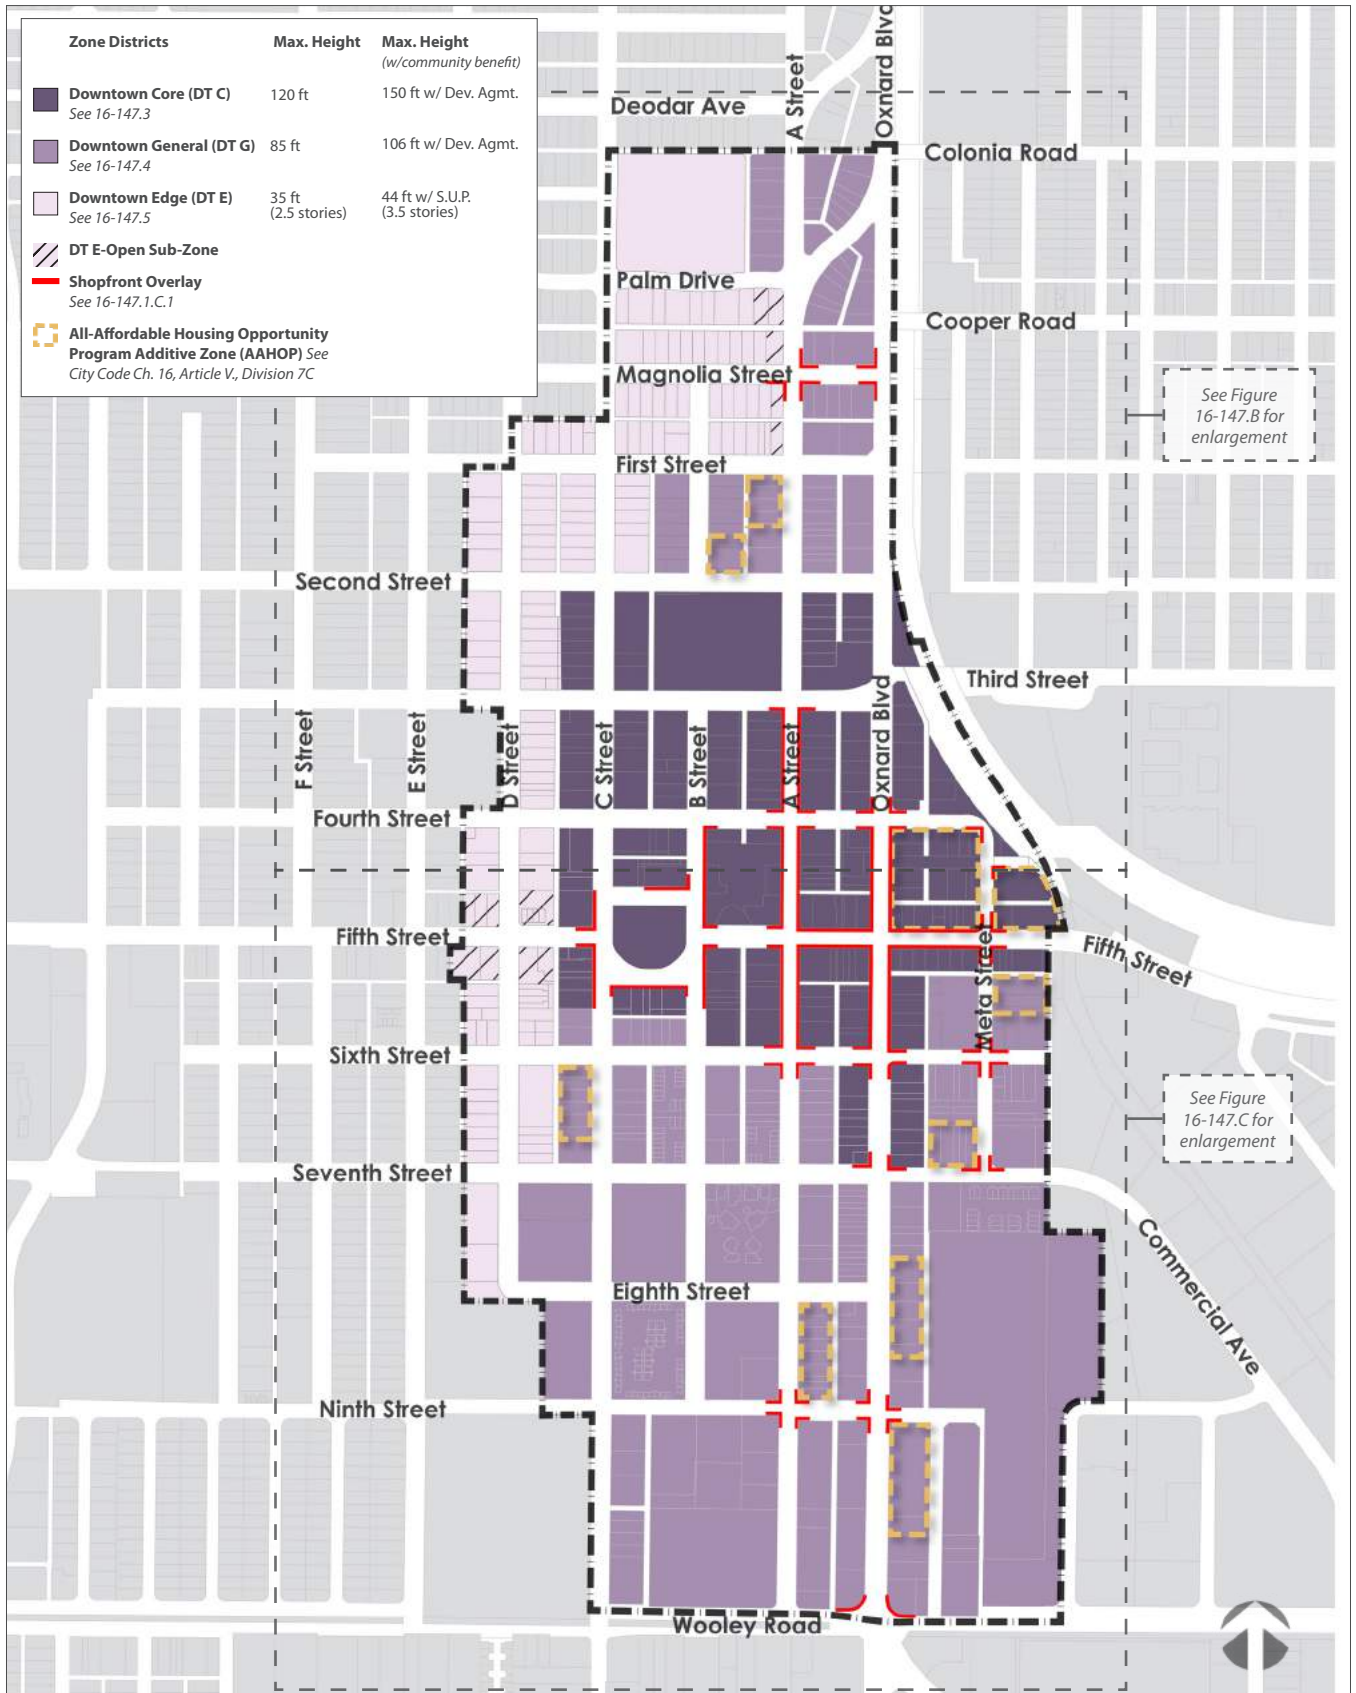 Zone Districts Max. Height Max. Height
(w/community benefit)
Downtown Core (DT C) 120 ft 150 ft w/ Dev. Agmt.
See 16-147.3
Downtown General (DT G) 85 ft 106 ft w/ Dev. Agmt.
See 16-147.4
Downtown Edge (DT E) 35 ft 44 ft w/ S.U.P.
See 16-147.5 (2.5 stories) (3.5 stories)
DT E-Open Sub-Zone
Shopfront Overlay
See 16-147.1.C.1
All-Affordable Housing Opportunity
Program Additive Zone (AAHOP) See
City Code Ch. 16, Article V., Division 7C
A Street
Oxnard Blvd
Deodar Ave
Colonia Road
Palm Drive
Cooper Road
Magnolia Street
See Figure
16-147.B for
enlargement
First Street
Second Street
Third Street
F Street
E Street
D Street
C Street
B Street
A Street
Oxnard Blvd
Fourth Street
Fifth Street
Fifth Street
Meta Street
Sixth Street
See Figure
16-147.C for
enlargement
Seventh Street
Commercial Ave
Eighth Street
Ninth Street
Wooley Road